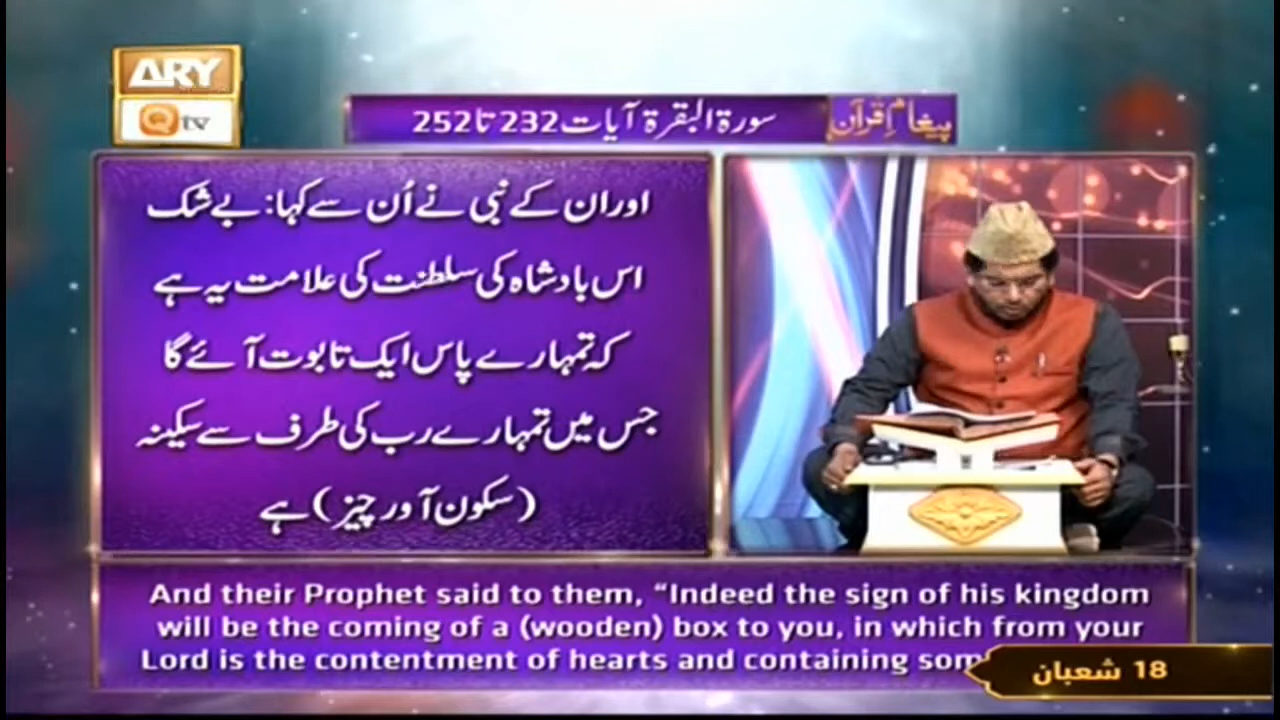 ARY
Qtv
پیغامِ قرآن
سورۃ البقرۃ آیات 232 تا 252
اور ان کے نبی نے اُن سے کہا: بے شک
اس بادشاہ کی سلطنت کی علامت یہ ہے
کہ تمہارے پاس ایک تابوت آئے گا
جس میں تمہارے رب کی طرف سے سکینہ
(سکون آور چیز) ہے
And their Prophet said to them, “Indeed the sign of his kingdom
will be the coming of a (wooden) box to you, in which from your
Lord is the contentment of hearts and containing som
18 شعبان